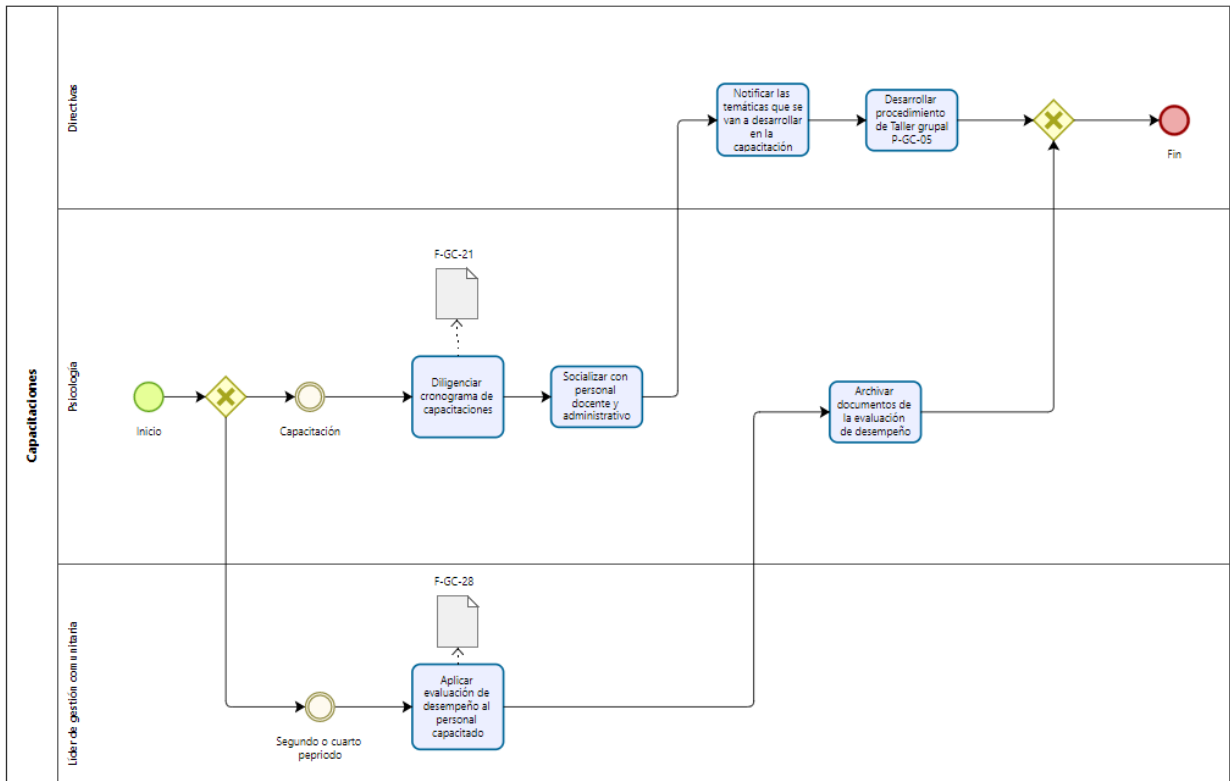 Capacitaciones
Directivas
Notificar las
temáticas que se
van a desarrollar
en la
capacitación
Desarrollar
procedimiento
de Taller grupal
P-GC-05
Fin
Psicología
Inicio
Capacitación
F-GC-21
Diligenciar
cronograma de
capacitaciones
Socializar con
personal
docente y
administrativo
Archivar
documentos de
la evaluación
de desempeño
Líder de gestión comunitaria
Segundo o cuarto
pepriodo
F-GC-28
Aplicar
evaluación de
desempeño al
personal
capacitado